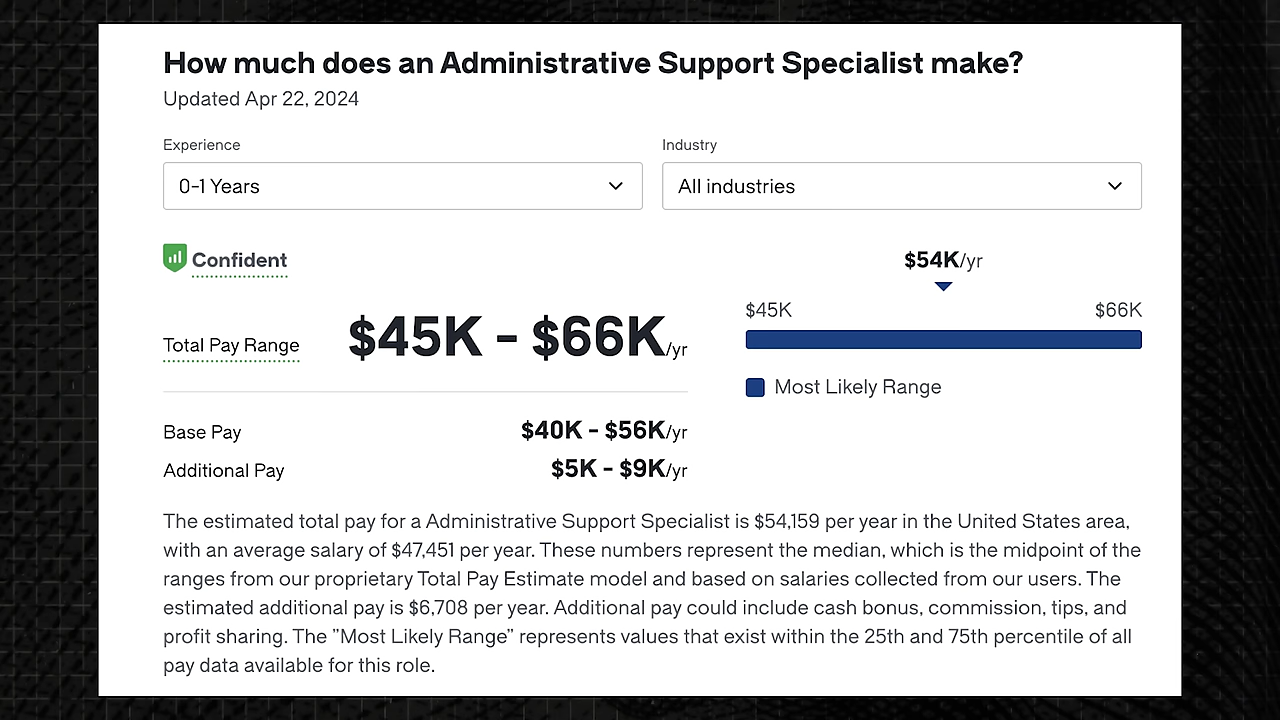 How much does an Administrative Support Specialist make?
Updated Apr 22, 2024
Experience
Industry
0-1 Years
All industries
Confident
$54K/yr
$45K
$66K
Total Pay Range
$45K - $66K/yr
Most Likely Range
Base Pay
$40K - $56K/yr
Additional Pay
$5K - $9K/yr
The estimated total pay for a Administrative Support Specialist is $54,159 per year in the United States area,
with an average salary of $47,451 per year. These numbers represent the median, which is the midpoint of the
ranges from our proprietary Total Pay Estimate model and based on salaries collected from our users. The
estimated additional pay is $6,708 per year. Additional pay could include cash bonus, commission, tips, and
profit sharing. The ”Most Likely Range” represents values that exist within the 25th and 75th percentile of all
pay data available for this role.